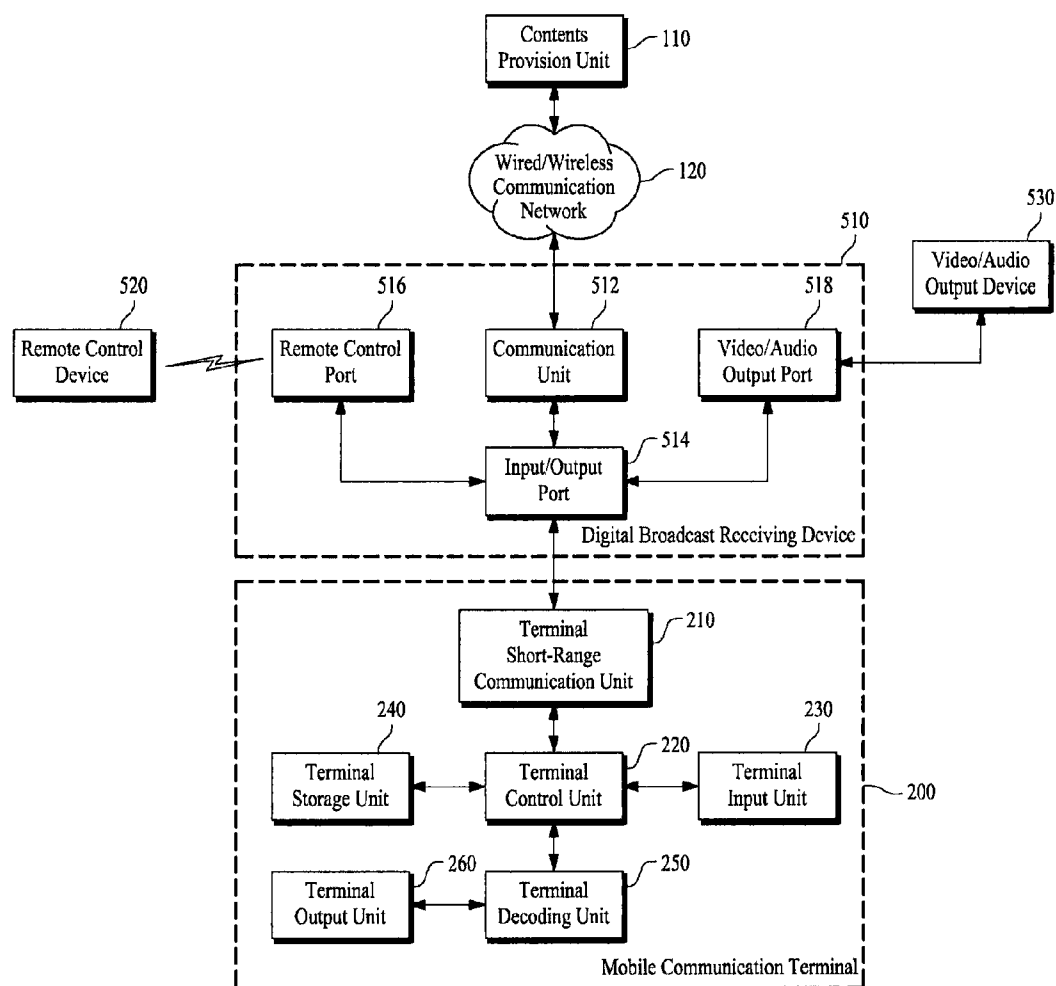 Contents
Provision Unit
110
Wired/Wireless
Communication
Network
120
510
530
Video/Audio
Output Device
520
516
512
518
Remote Control
Device
Remote Control
Port
Communication
Unit
Video/Audio
Output Port
514
Input/Output
Port
Digital Broadcast Receiving Device
210
Terminal
Short-Range
Communication Unit
240
220
230
Terminal
Storage Unit
Terminal
Control Unit
Terminal
Input Unit
200
260
250
Terminal
Output Unit
Terminal
Decoding Unit
Mobile Communication Terminal